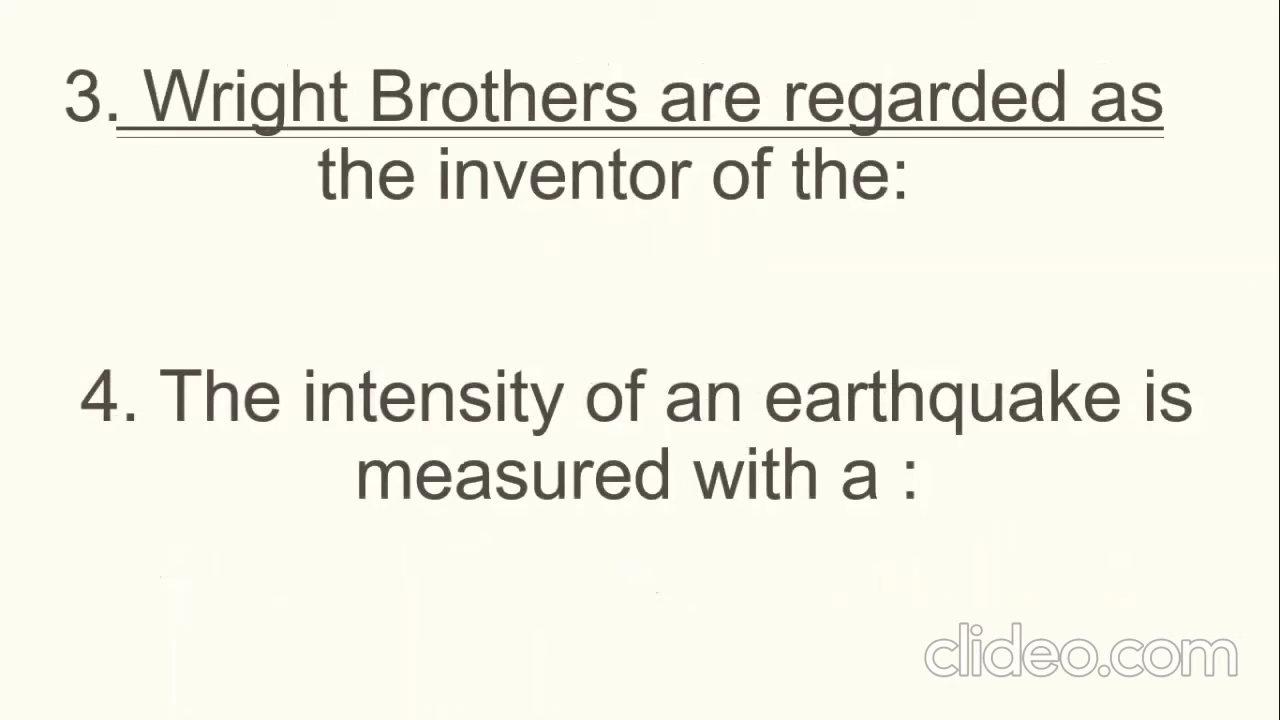 3. Wright Brothers are regarded as
the inventor of the:
4. The intensity of an earthquake is
measured with a :
clideo.com